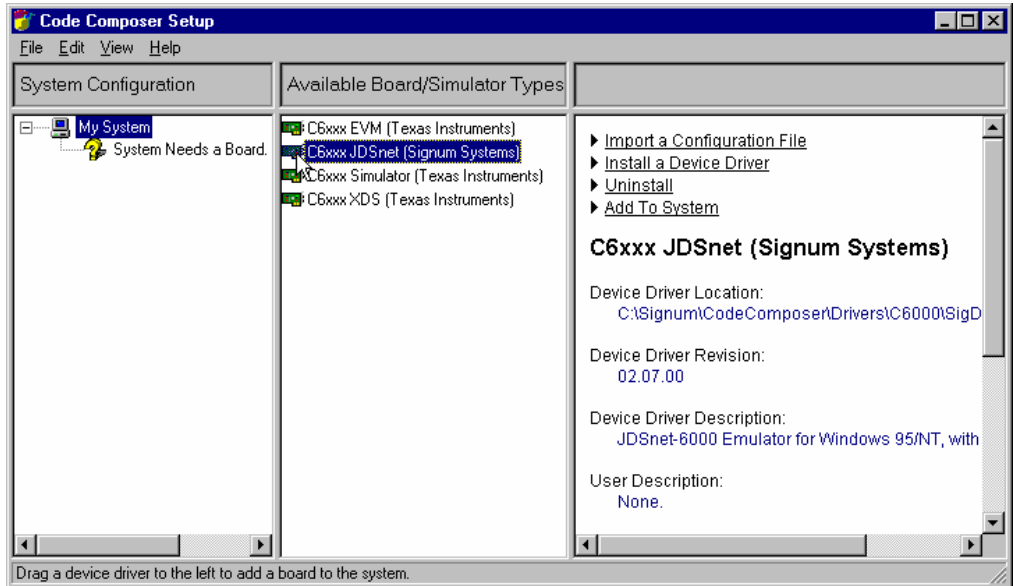 Code Composer Setup
File Edit View Help
System Configuration
Available Board/Simulator Types
My System
System Needs a Board.
C6xxx EVM (Texas Instruments)
C6xxx JDSnet (Signum Systems)
C6xxx Simulator (Texas Instruments)
C6xxx XDS (Texas Instruments)
Import a Configuration File
Install a Device Driver
Uninstall
Add To System
C6xxx JDSnet (Signum Systems)
Device Driver Location:
C:\Signum\CodeComposer\Drivers\C6000\SigD
Device Driver Revision:
02.07.00
Device Driver Description:
JDSnet-6000 Emulator for Windows 95/NT, with
User Description:
None.
Drag a device driver to the left to add a board to the system.